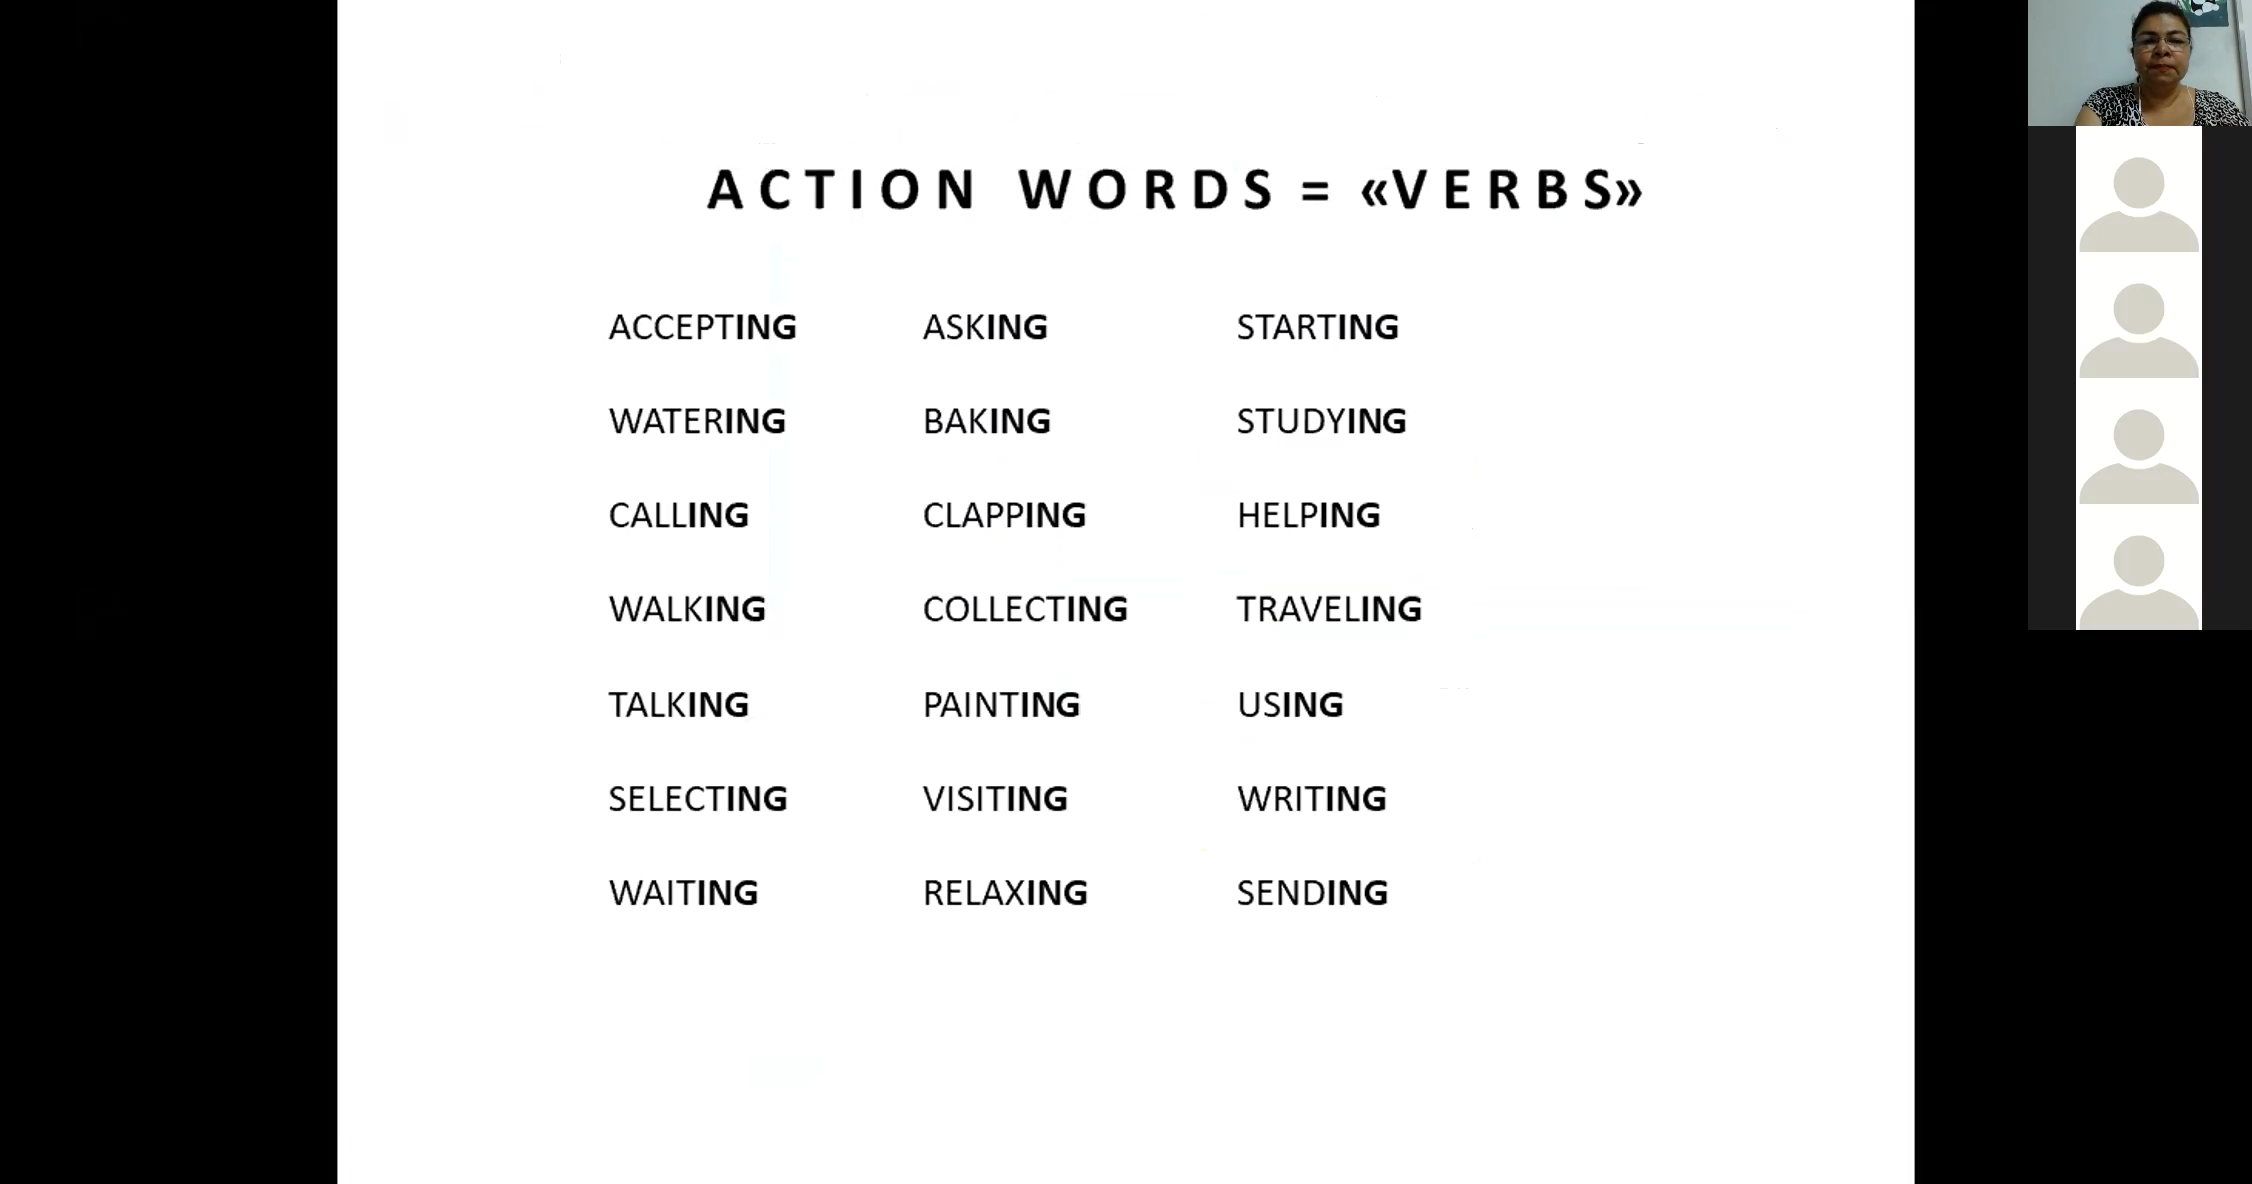 ACTION WORDS = «VERBS»
ACCEPTING ASKING STARTING
WATERING BAKING STUDYING
CALLING CLAPPING HELPING
WALKING COLLECTING TRAVELING
TALKING PAINTING USING
SELECTING VISITING WRITING
WAITING RELAXING SENDING